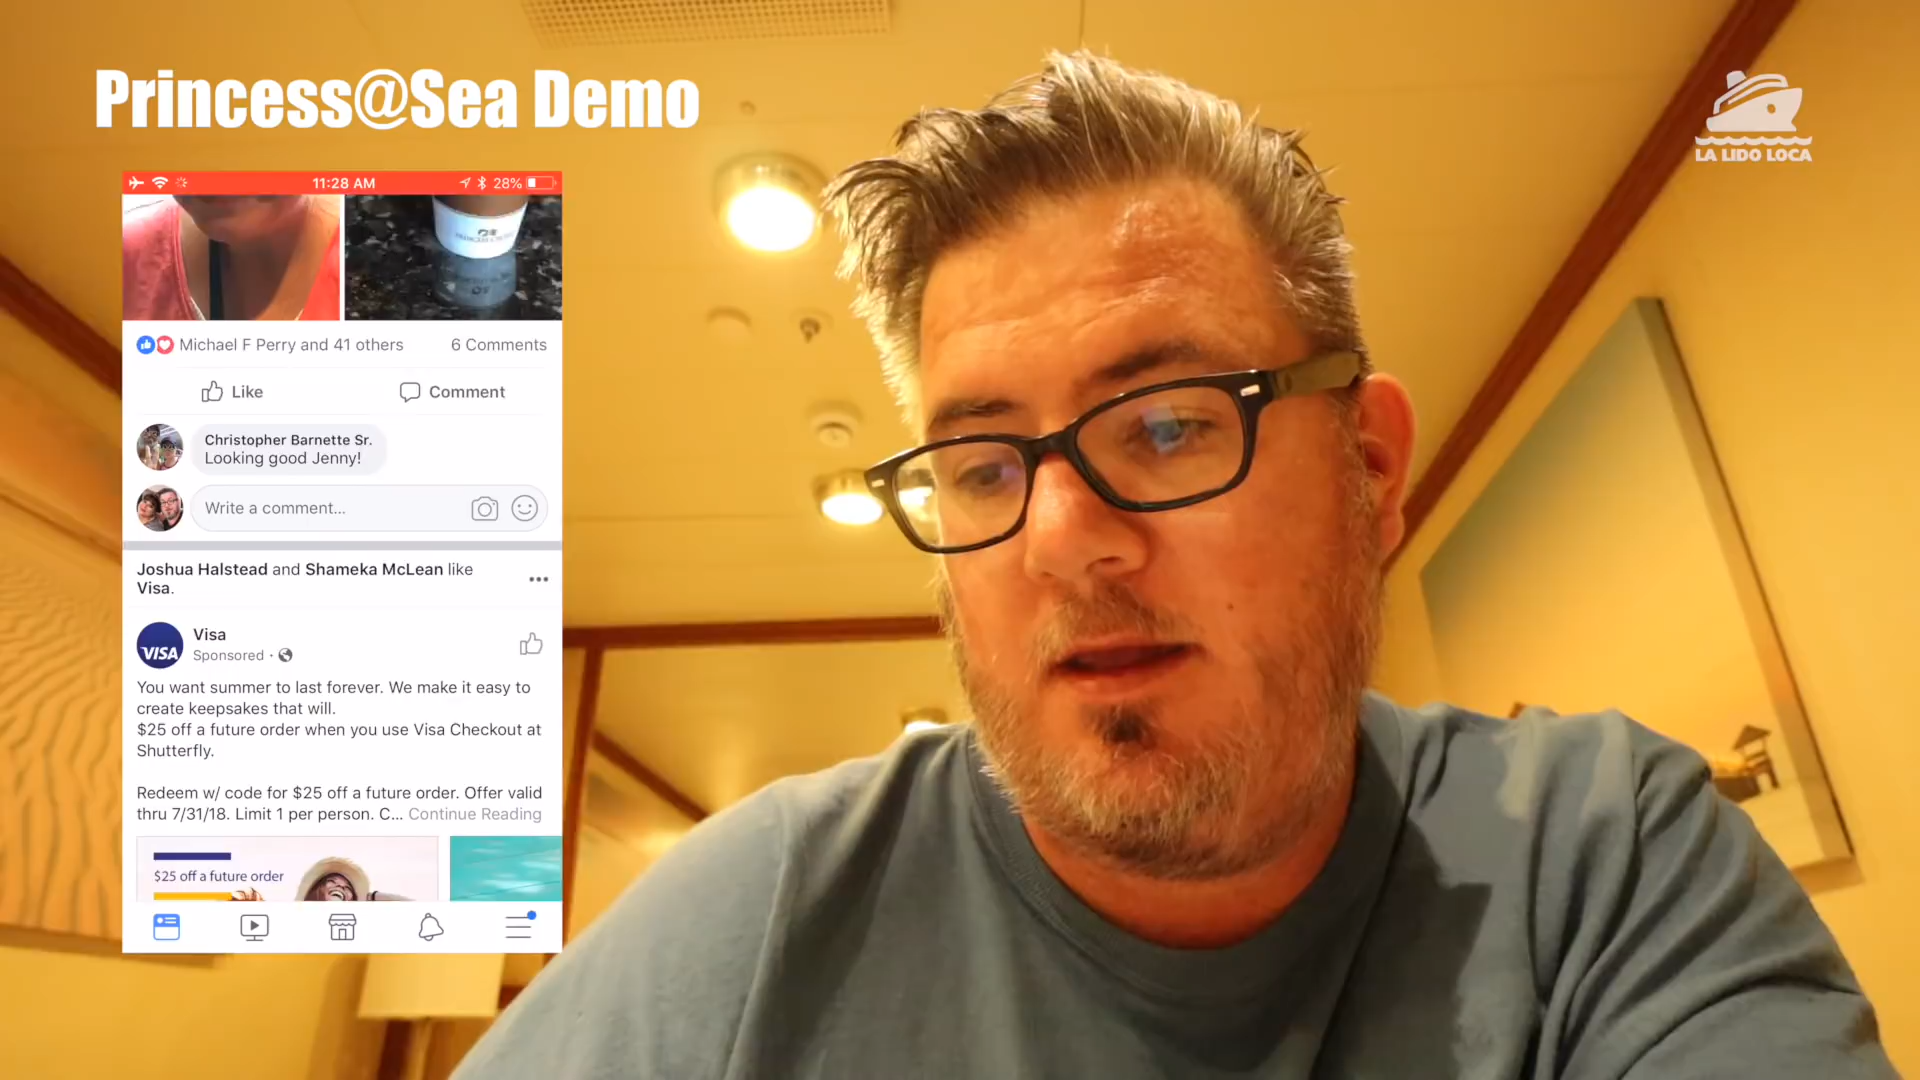 Princess@Sea Demo
LA LIDO LOCA
11:28 AM
28%
Michael F Perry and 41 others
6 Comments
Like
Comment
Christopher Barnette Sr.
Looking good Jenny!
Write a comment...
Joshua Halstead and Shameka McLean like
Visa.
VISA
Visa
Sponsored ·
You want summer to last forever. We make it easy to
create keepsakes that will.
$25 off a future order when you use Visa Checkout at
Shutterfly.
Redeem w/ code for $25 off a future order. Offer valid
thru 7/31/18. Limit 1 per person. C... Continue Reading
$25 off a future order